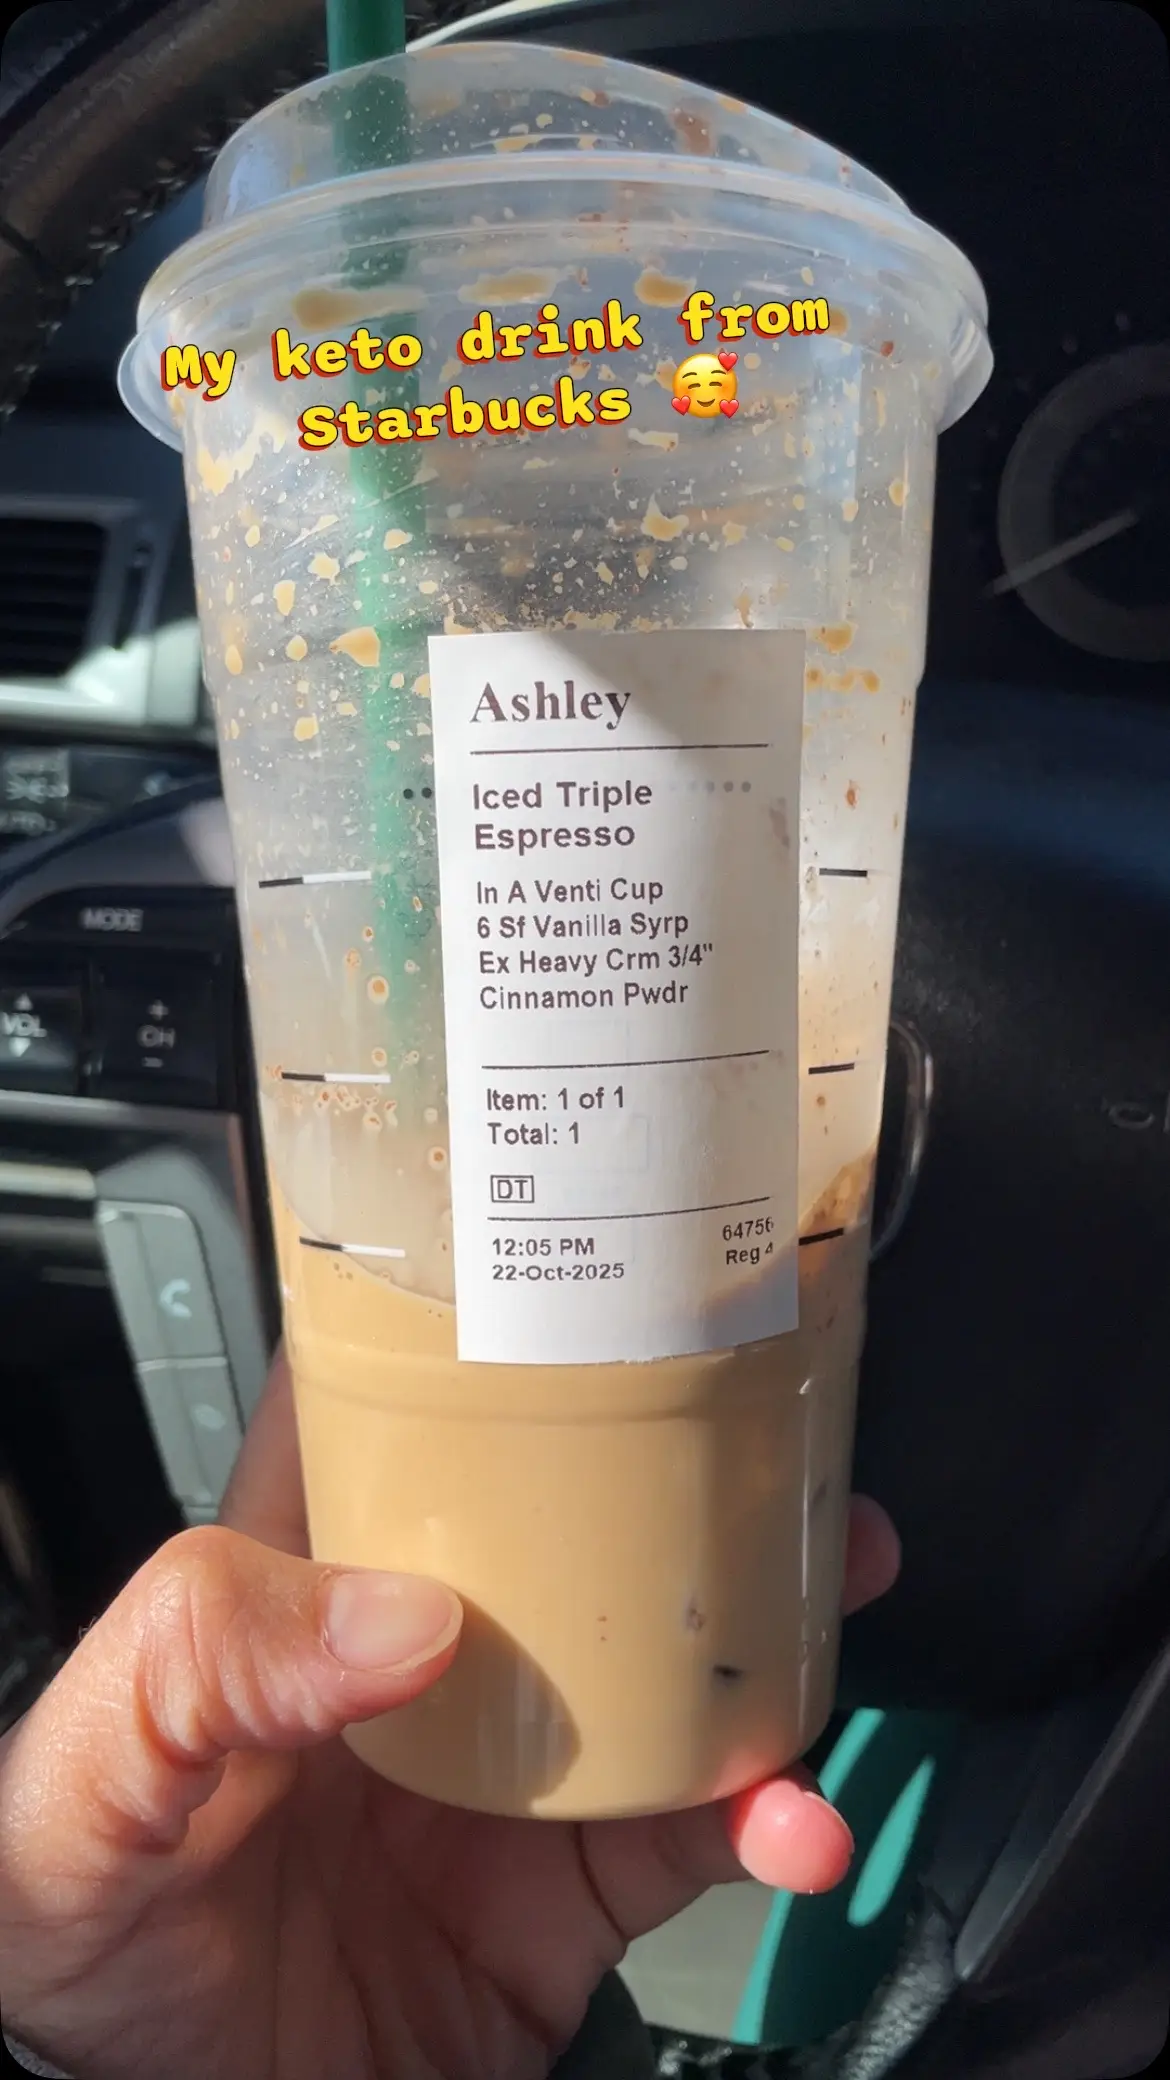 My keto drink from
Starbucks 🥰
Ashley
Iced Triple
Espresso
In A Venti Cup
6 Sf Vanilla Syrp
Ex Heavy Crm 3/4"
Cinnamon Pwdr
Item: 1 of 1
Total: 1
DT
12:05 PM
22-Oct-2025
64756
Reg 4
MODE
VOL
+
CH
-